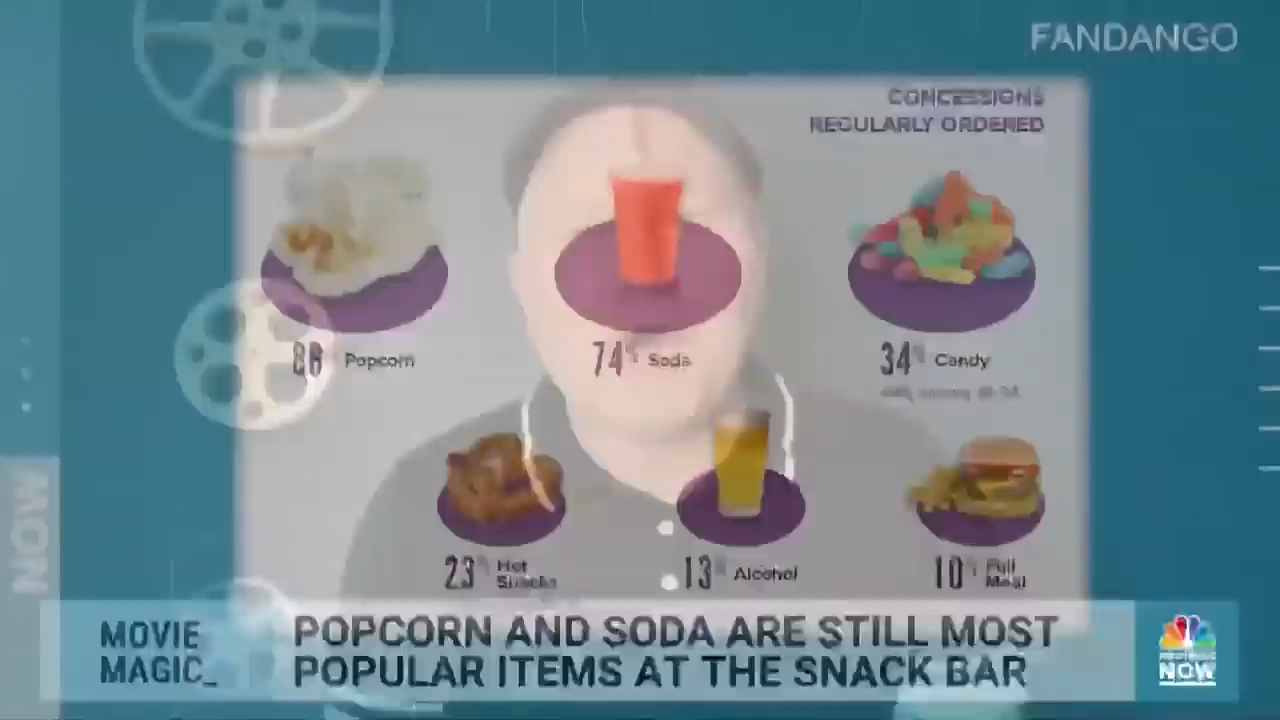 FANDANGO
CONCESSIONS
REGULARLY ORDERED
Popcorn
74% Soda
34% Candy
23% Hot
Snacks
13% Alcohol
10% Full
Meal
NOW
MOVIE
MAGIC_
POPCORN AND SODA ARE STILL MOST
POPULAR ITEMS AT THE SNACK BAR
NOW